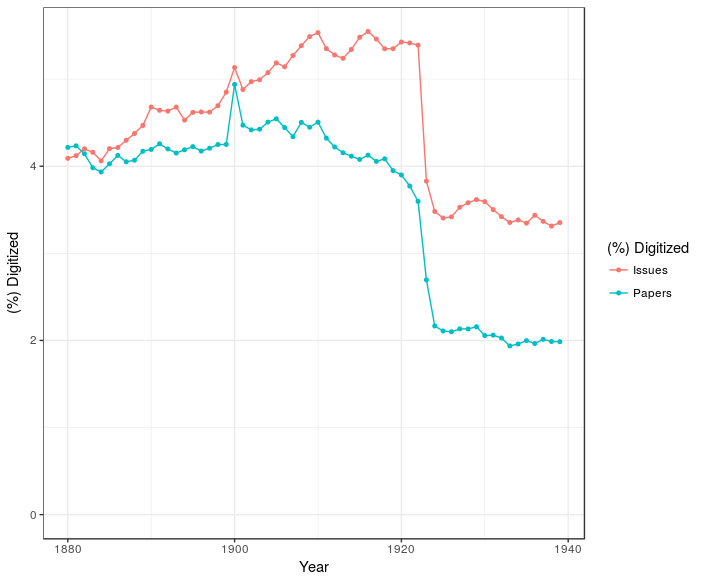 4
2
0
1880
1900
1920
1940
Year
(%) Digitized
(%) Digitized
Issues
Papers